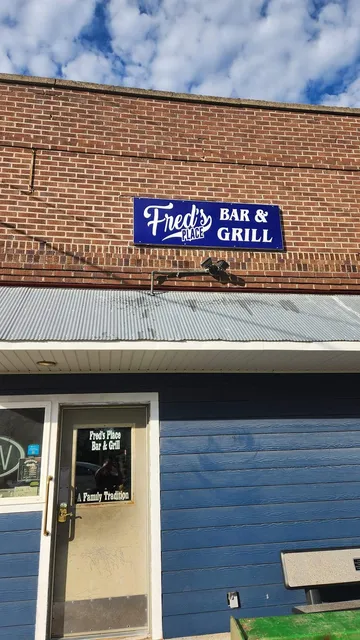 Fred's
PLACE
BAR &
GRILL
Fred's Place
Bar & Grill
A Family Tradition